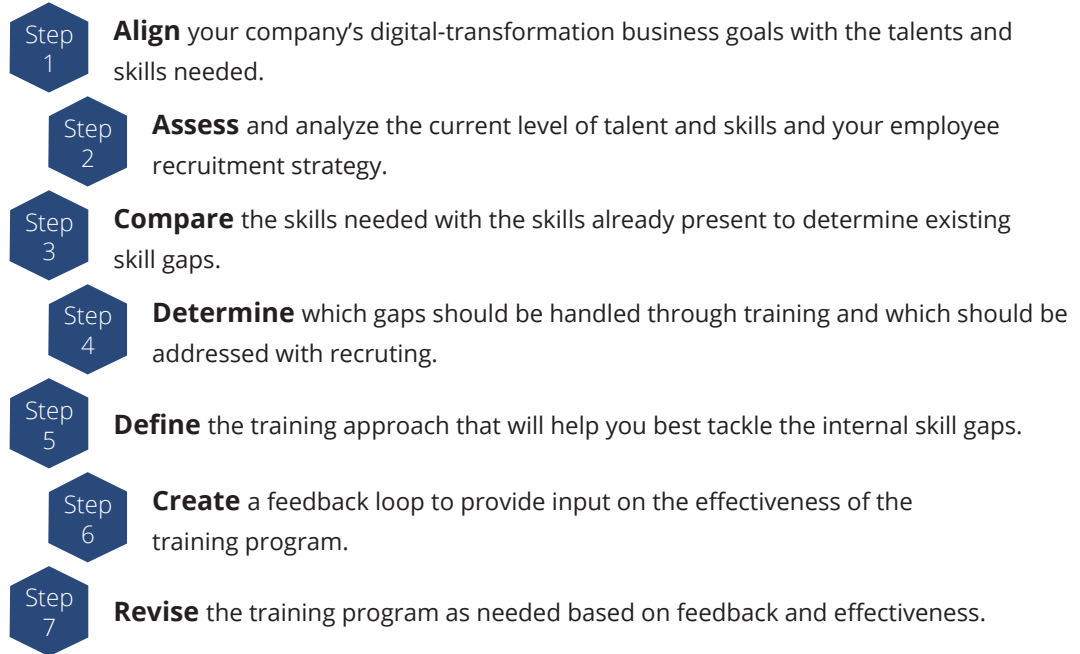 Step
1
Align your company’s digital-transformation business goals with the talents and
skills needed.
Step
2
Assess and analyze the current level of talent and skills and your employee
recruitment strategy.
Step
3
Compare the skills needed with the skills already present to determine existing
skill gaps.
Step
4
Determine which gaps should be handled through training and which should be
addressed with recruting.
Step
5
Define the training approach that will help you best tackle the internal skill gaps.
Step
6
Create a feedback loop to provide input on the effectiveness of the
training program.
Step
7
Revise the training program as needed based on feedback and effectiveness.